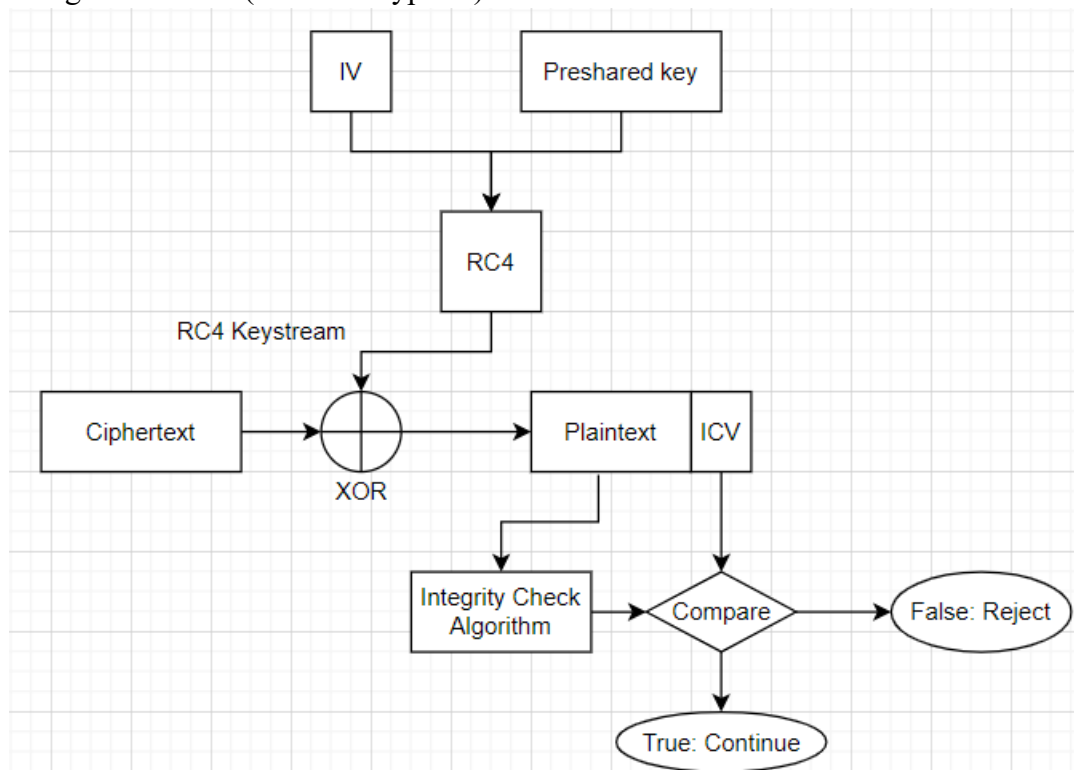 IV
Preshared key
RC4
RC4 Keystream
Ciphertext
XOR
Plaintext
ICV
Integrity Check
Algorithm
Compare
False: Reject
True: Continue